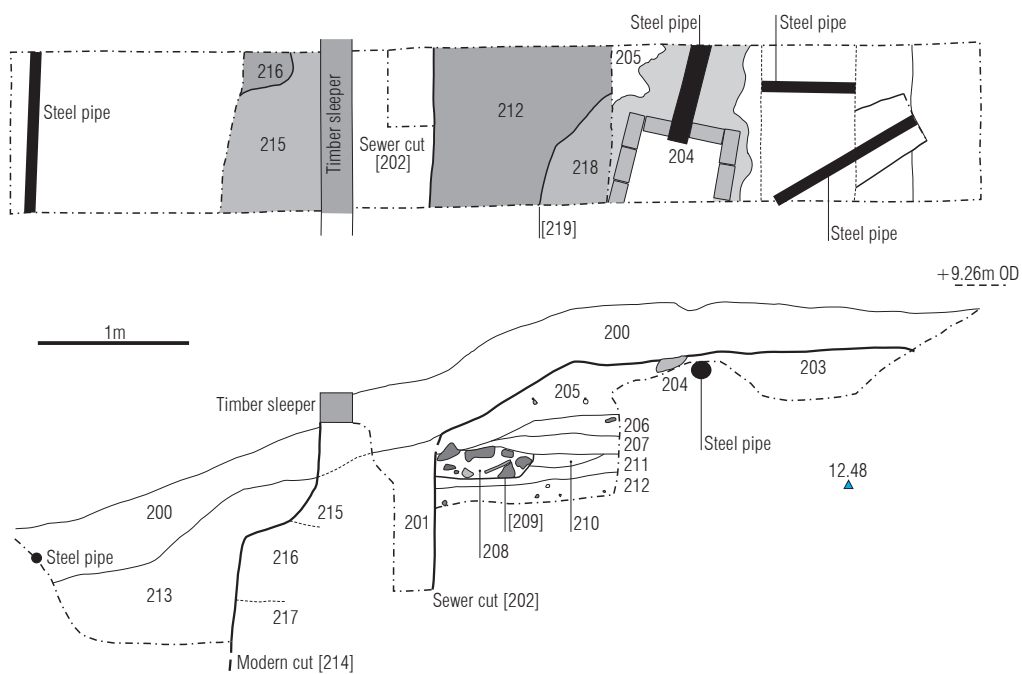 Steel pipe
Steel pipe
205
216
Steel pipe
212
Timber sleeper
215
Sewer cut
[202]
204
218
[219]
Steel pipe
+9.26m OD
1m
200
203
205
204
Timber sleeper
206
Steel pipe
207
211
12.48
212
200
215
201
[209]
210
208
216
Steel pipe
213
Sewer cut [202]
217
Modern cut [214]